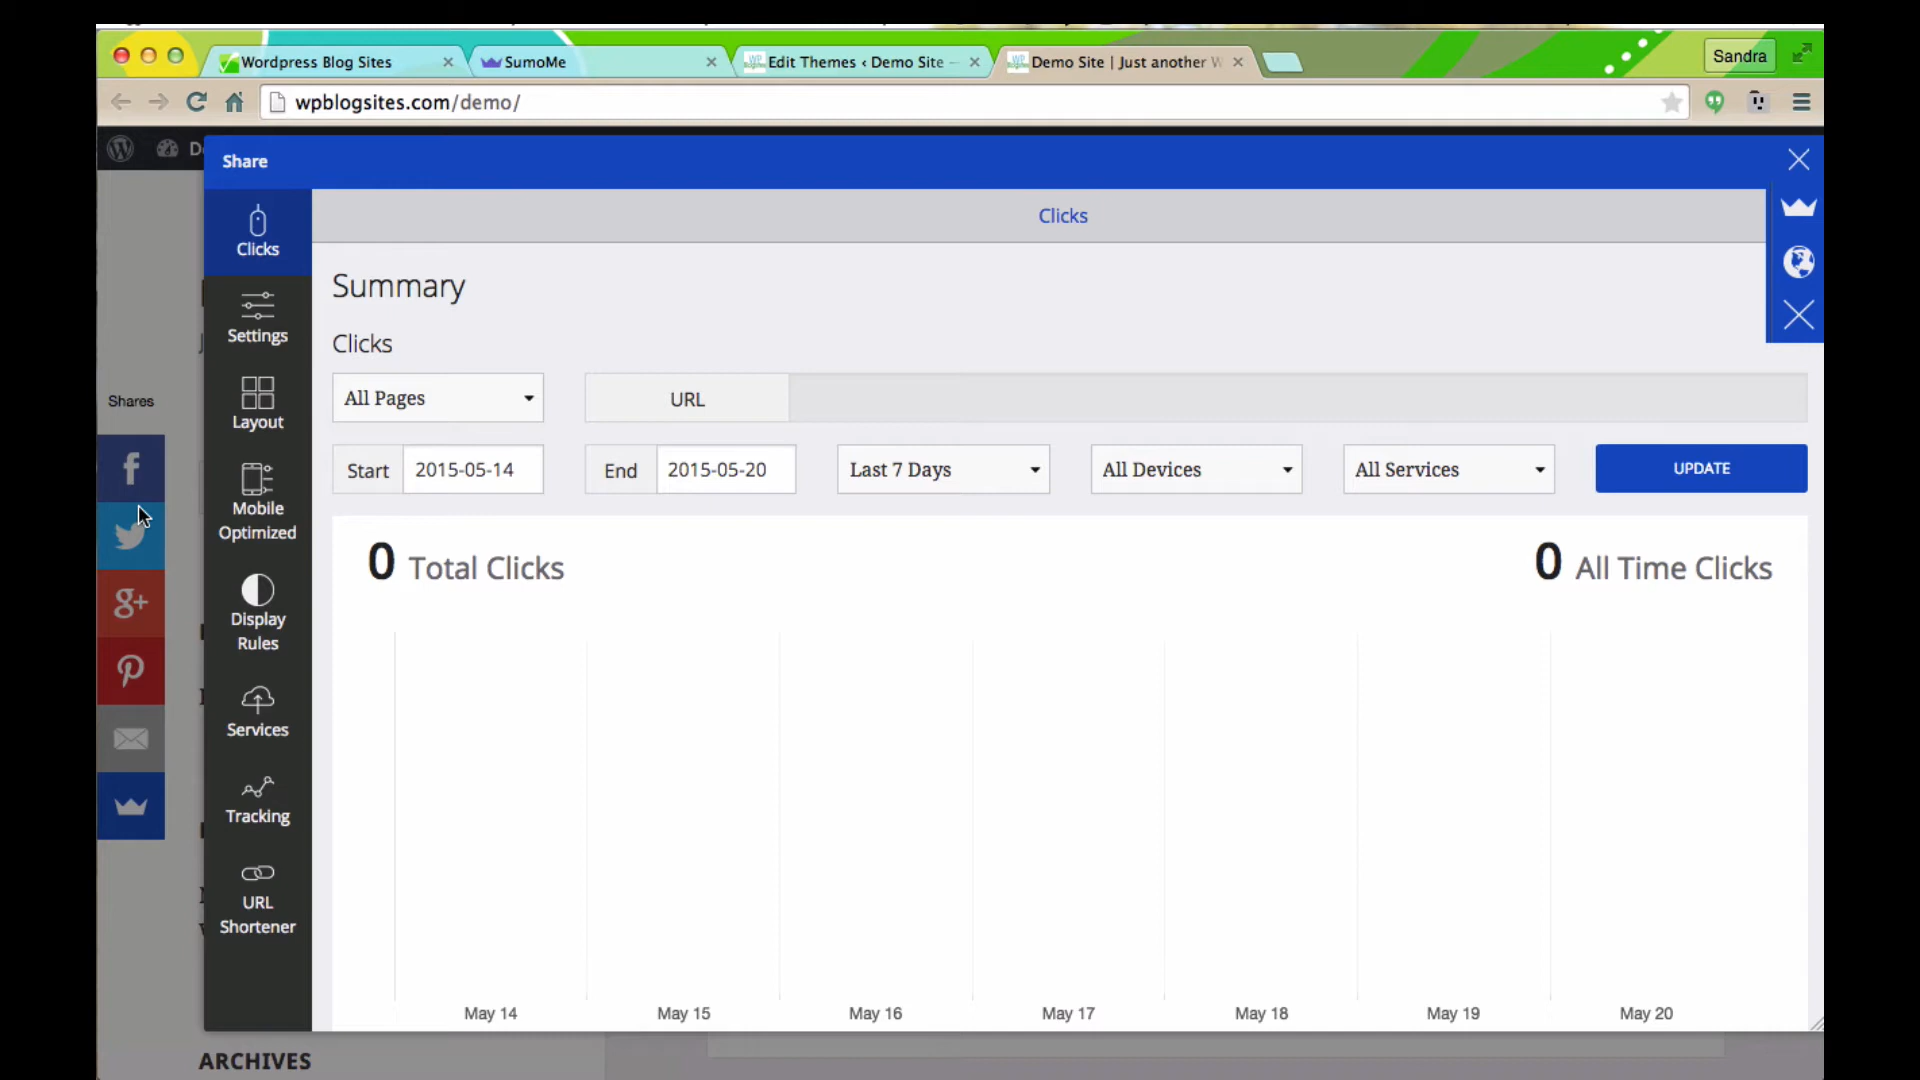 Wordpress Blog Sites
SumoMe
Edit Themes ‹ Demo Site –
Demo Site | Just another W
Sandra
wpblogsites.com/demo/
Share
Clicks
Settings
Layout
Mobile
Optimized
Display
Rules
Services
Tracking
URL
Shortener
Shares
Clicks
Summary
Clicks
All Pages
URL
Start 2015-05-14
End 2015-05-20
Last 7 Days
All Devices
All Services
UPDATE
0 Total Clicks
0 All Time Clicks
May 14
May 15
May 16
May 17
May 18
May 19
May 20
ARCHIVES